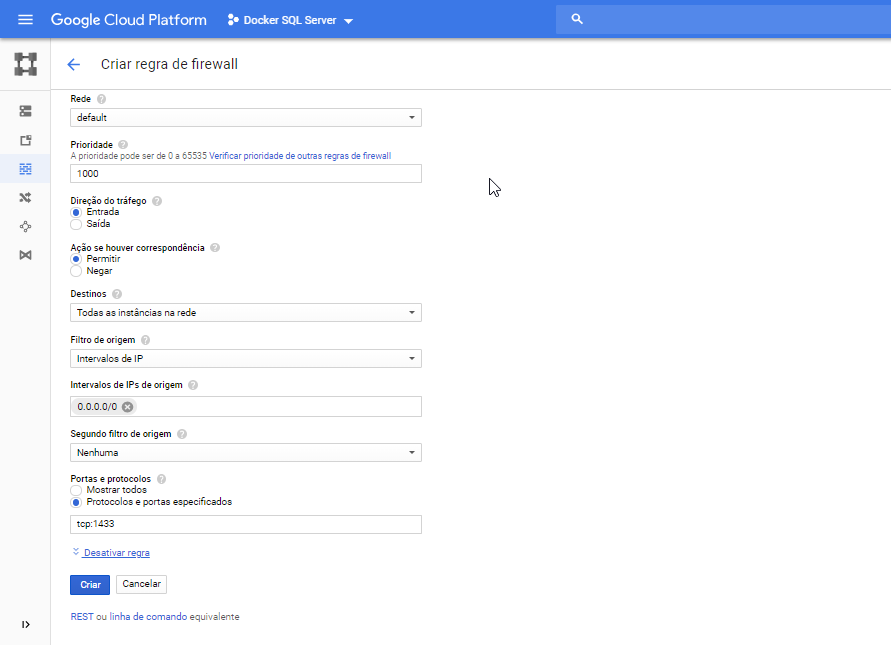 Google Cloud Platform
Docker SQL Server
Criar regra de firewall
Rede
default
Prioridade
A prioridade pode ser de 0 a 65535 Verificar prioridade de outras regras de firewall
1000
Direção do tráfego
Entrada
Saída
Ação se houver correspondência
Permitir
Negar
Destinos
Todas as instâncias na rede
Filtro de origem
Intervalos de IP
Intervalos de IPs de origem
0.0.0.0/0
Segundo filtro de origem
Nenhuma
Portas e protocolos
Mostrar todos
Protocolos e portas especificados
tcp:1433
Desativar regra
Criar Cancelar
REST ou linha de comando equivalente